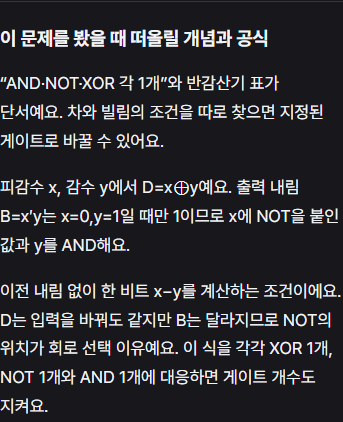 이 문제를 봤을 때 떠올릴 개념과 공식
“AND·NOT·XOR 각 1개”와 반감산기 표가
단서예요. 차와 빌림의 조건을 따로 찾으면 지정된
게이트로 바꿀 수 있어요.
피감수 x, 감수 y에서 D=x⊕y예요. 출력 내림
B=x′y는 x=0,y=1일 때만 1이므로 x에 NOT을 붙인
값과 y를 AND해요.
이전 내림 없이 한 비트 x−y를 계산하는 조건이에요.
D는 입력을 바꿔도 같지만 B는 달라지므로 NOT의
위치가 회로 선택 이유예요. 이 식을 각각 XOR 1개,
NOT 1개와 AND 1개에 대응하면 게이트 개수도
지켜요.